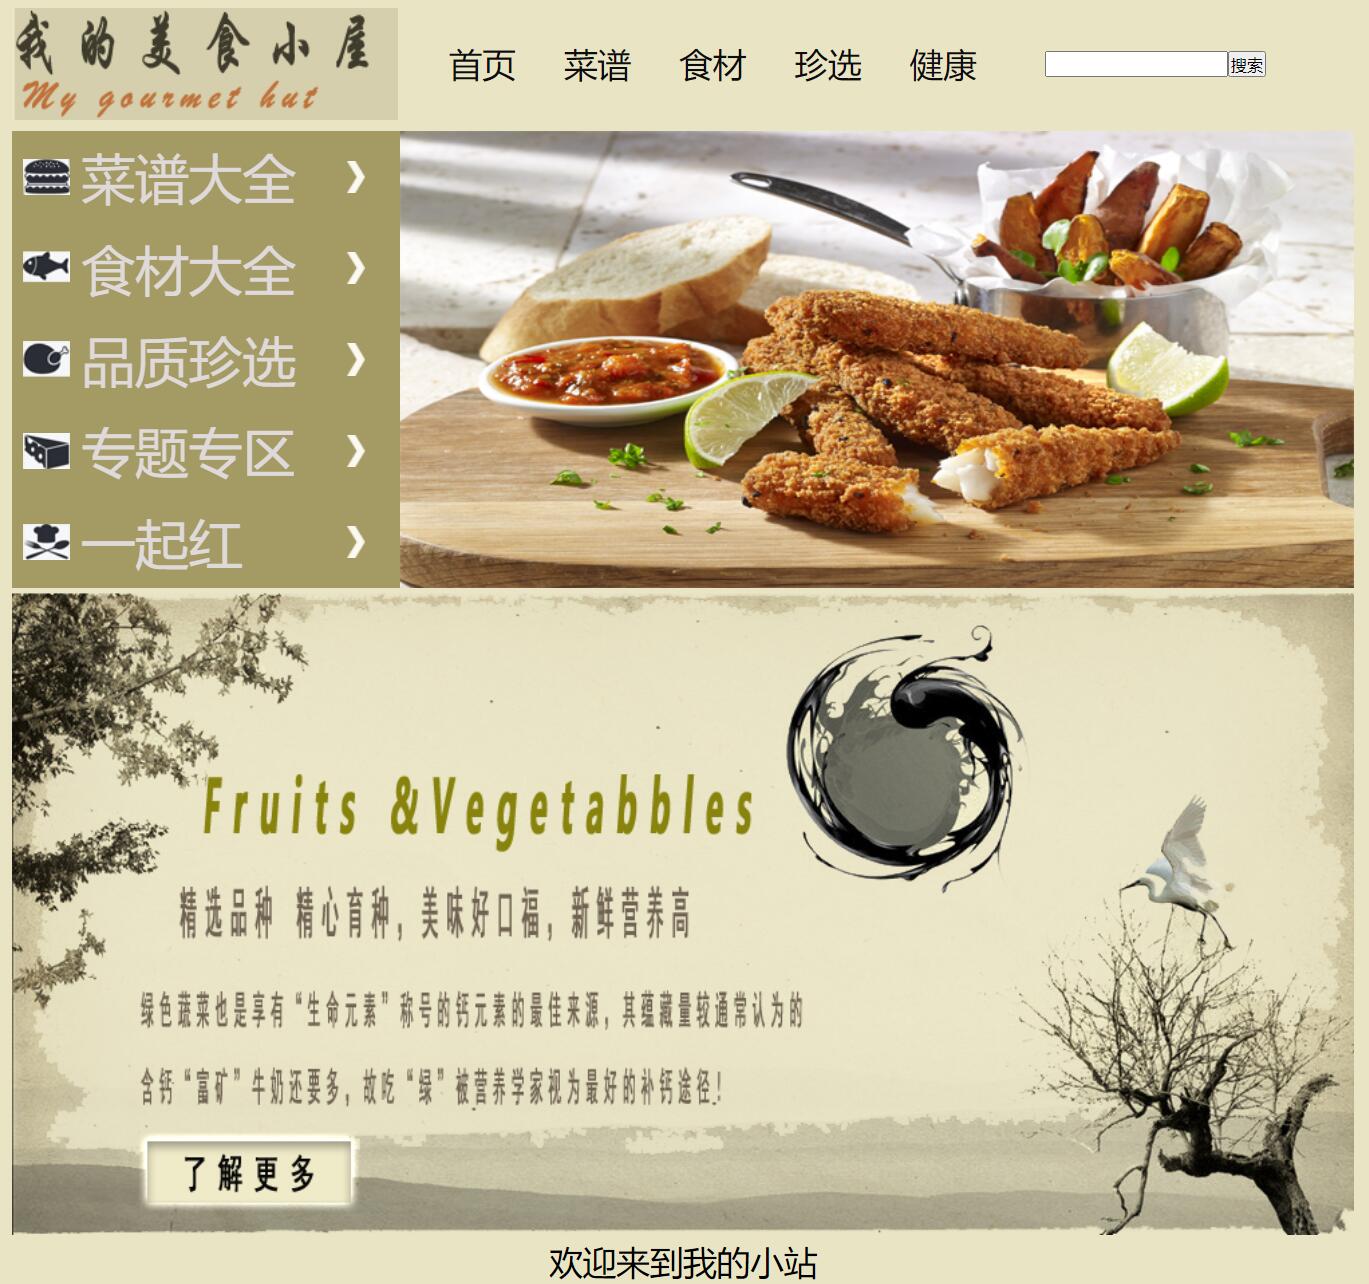 我的美食小屋
My gourmet hut
首页 菜谱 食材 珍选 健康 搜索
菜谱大全
食材大全
品质珍选
专题专区
一起红
Fruits &Vegetabbles
精选品种 精心育种，美味好口福，新鲜营养高
绿色蔬菜也是享有“生命元素”称号的钙元素的最佳来源，其蕴藏量较通常认为的
含钙“富矿”牛奶还要多，故吃“绿”被营养学家视为最好的补钙途径！
了解更多
欢迎来到我的小站